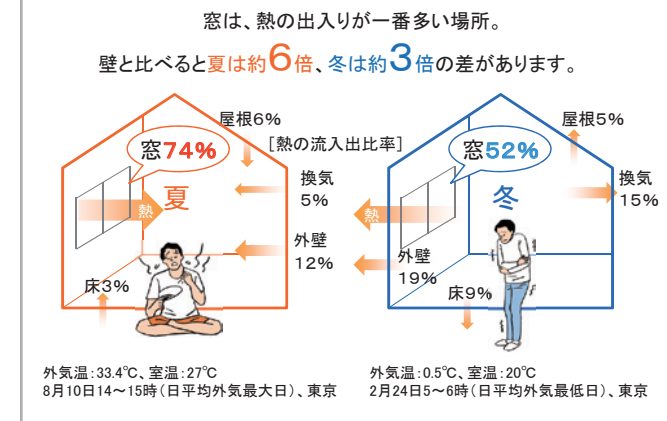 窓は、熱の出入りが一番多い場所。
壁と比べると夏は約6倍、冬は約3倍の差があります。
[熱の流入出比率]
屋根6%
窓74%
夏
熱
換気
5%
外壁
12%
床3%
外気温:33.4℃、室温:27℃
8月10日14～15時(日平均外気最大日)、東京
屋根5%
窓52%
冬
熱
換気
15%
外壁
19%
床9%
外気温:0.5℃、室温:20℃
2月24日5～6時(日平均外気最低日)、東京